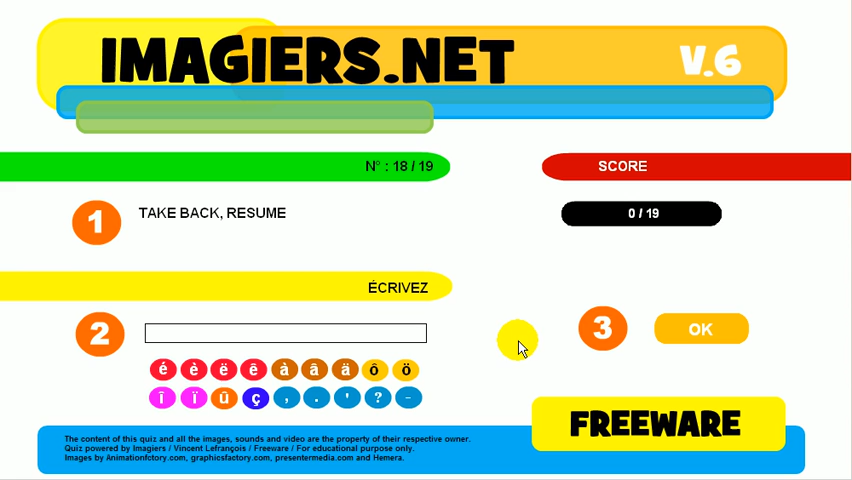 IMAGIERS.NET
V.6
N° : 18 / 19
SCORE
1
TAKE BACK, RESUME
0 / 19
ÉCRIVEZ
2
3
OK
é è ë ê à â ä ô ö
î ï û ç , . ' ? -
FREEWARE
The content of this quiz and all the images, sounds and video are the property of their respective owner.
Quiz powered by Imagiers / Vincent Lefrançois / Freeware / For educational purpose only.
Images by Animationfctory.com, graphicsfactory.com, presentermedia.com and Hemera.